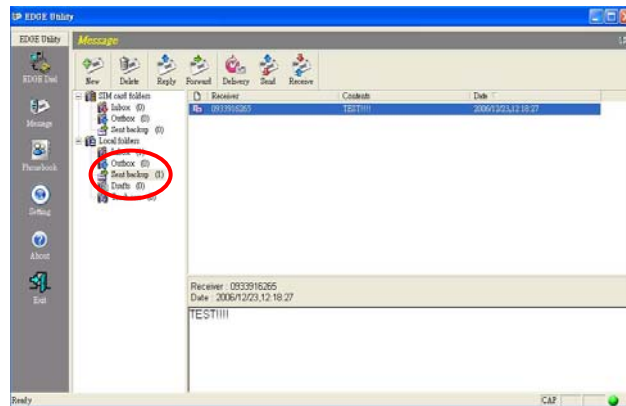 EDGE Utility
EDGE Utility
Message
EDGE Dial
Message
Phonebook
Setting
About
Exit
New Delete Reply Forward Delivery Send Receive
SIM card folders
Inbox (0)
Outbox (0)
Sent backup (0)
Local folders
Inbox (0)
Outbox (0)
Sent backup (1)
Drafts (0)
Receiver Contents Date
0933916265 TEST!!!! 2006/12/23,12:18:27
Receiver : 0933916265
Date : 2006/12/23,12:18:27
TEST!!!!
Ready CAP